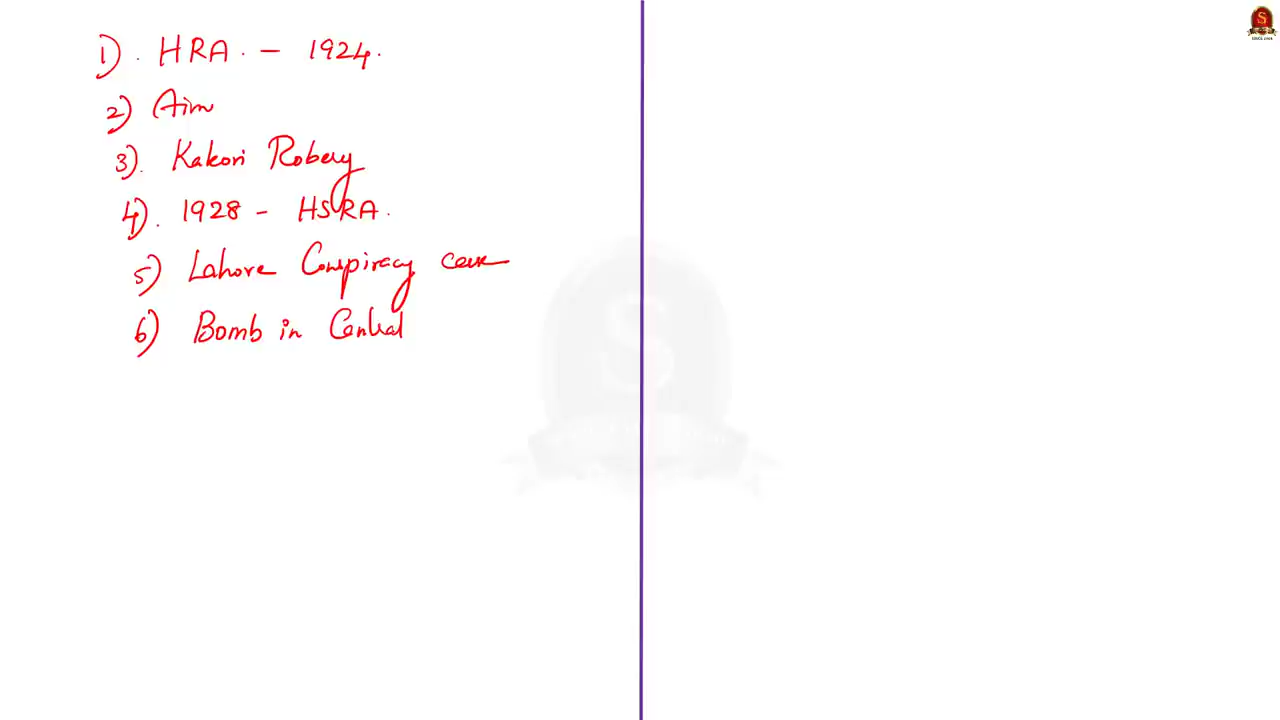 1). HRA. - 1924.
2) Aim
3). Kakori Robery
4). 1928 - HSRA.
5) Lahore Conspiracy case
6) Bomb in Central